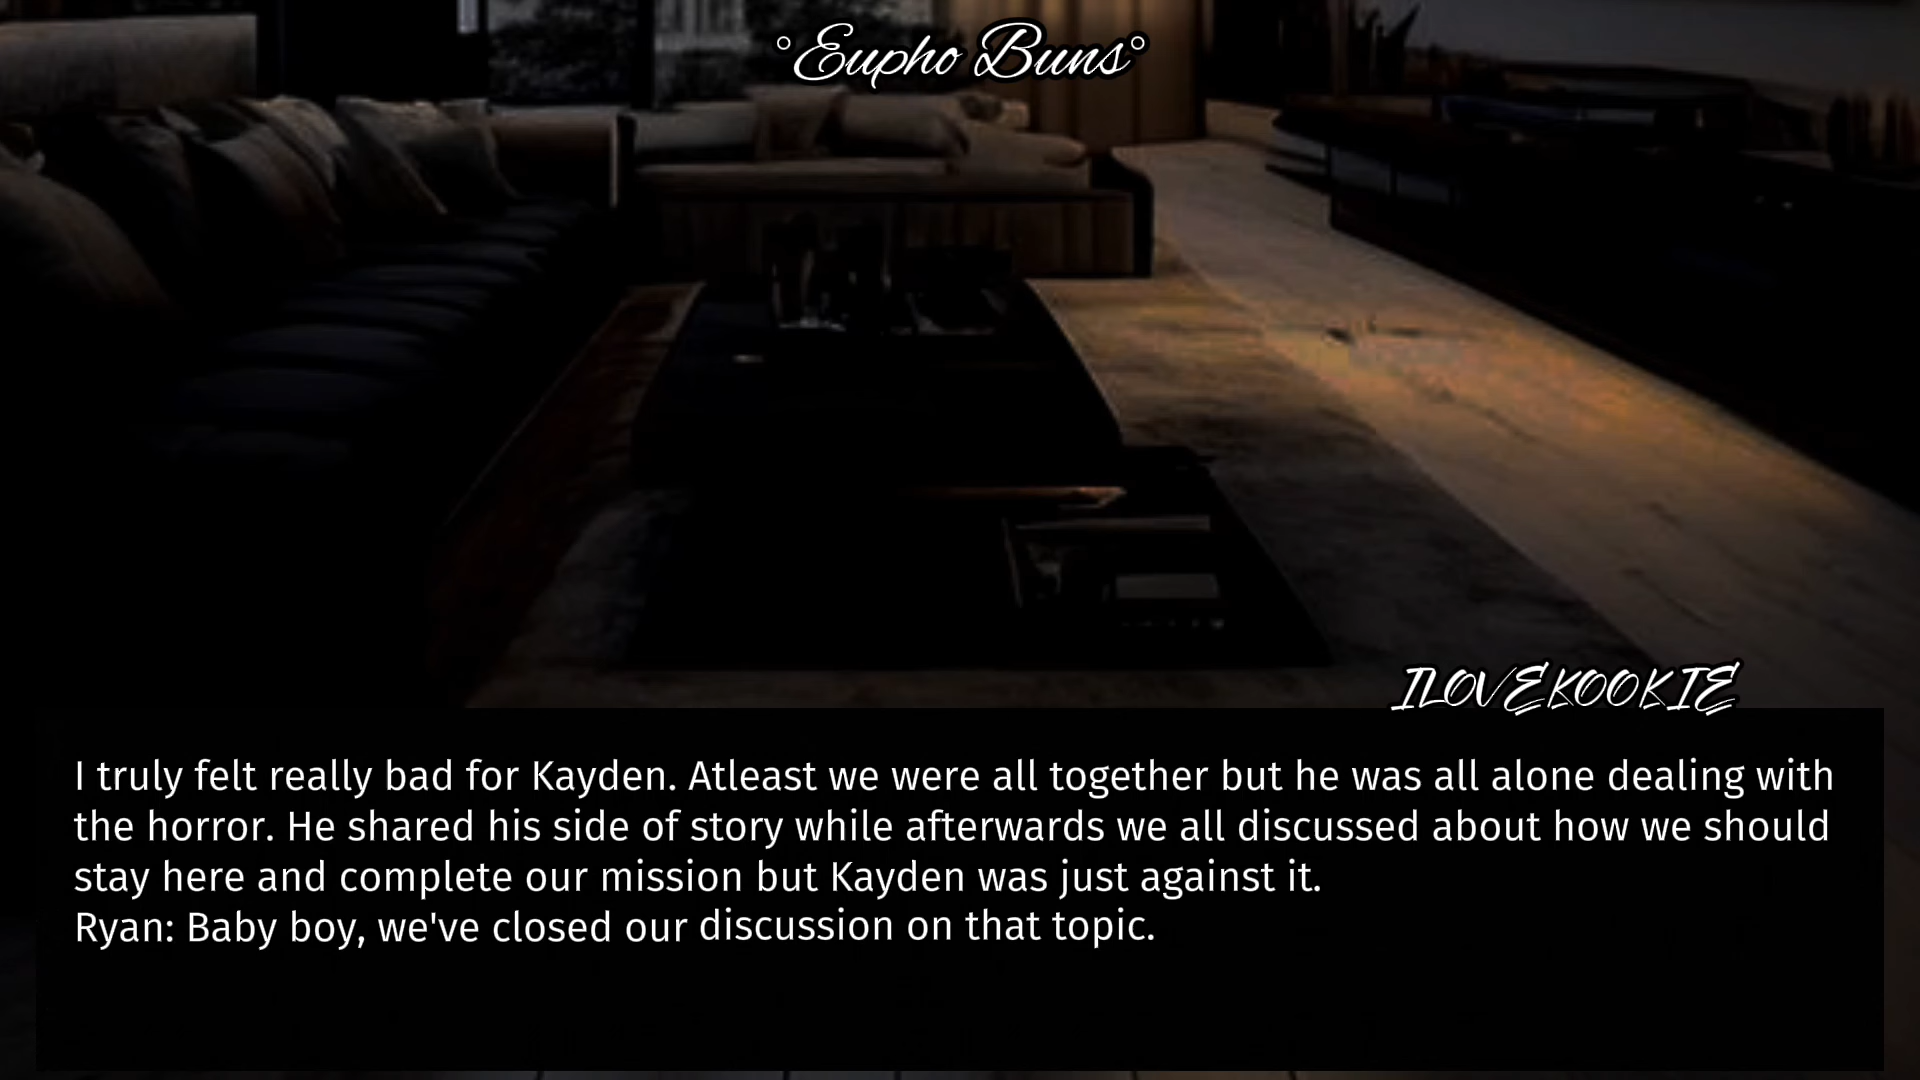 °Eupho Buns°
ILOVEKOOKIE
I truly felt really bad for Kayden. Atleast we were all together but he was all alone dealing with
the horror. He shared his side of story while afterwards we all discussed about how we should
stay here and complete our mission but Kayden was just against it.
Ryan: Baby boy, we've closed our discussion on that topic.